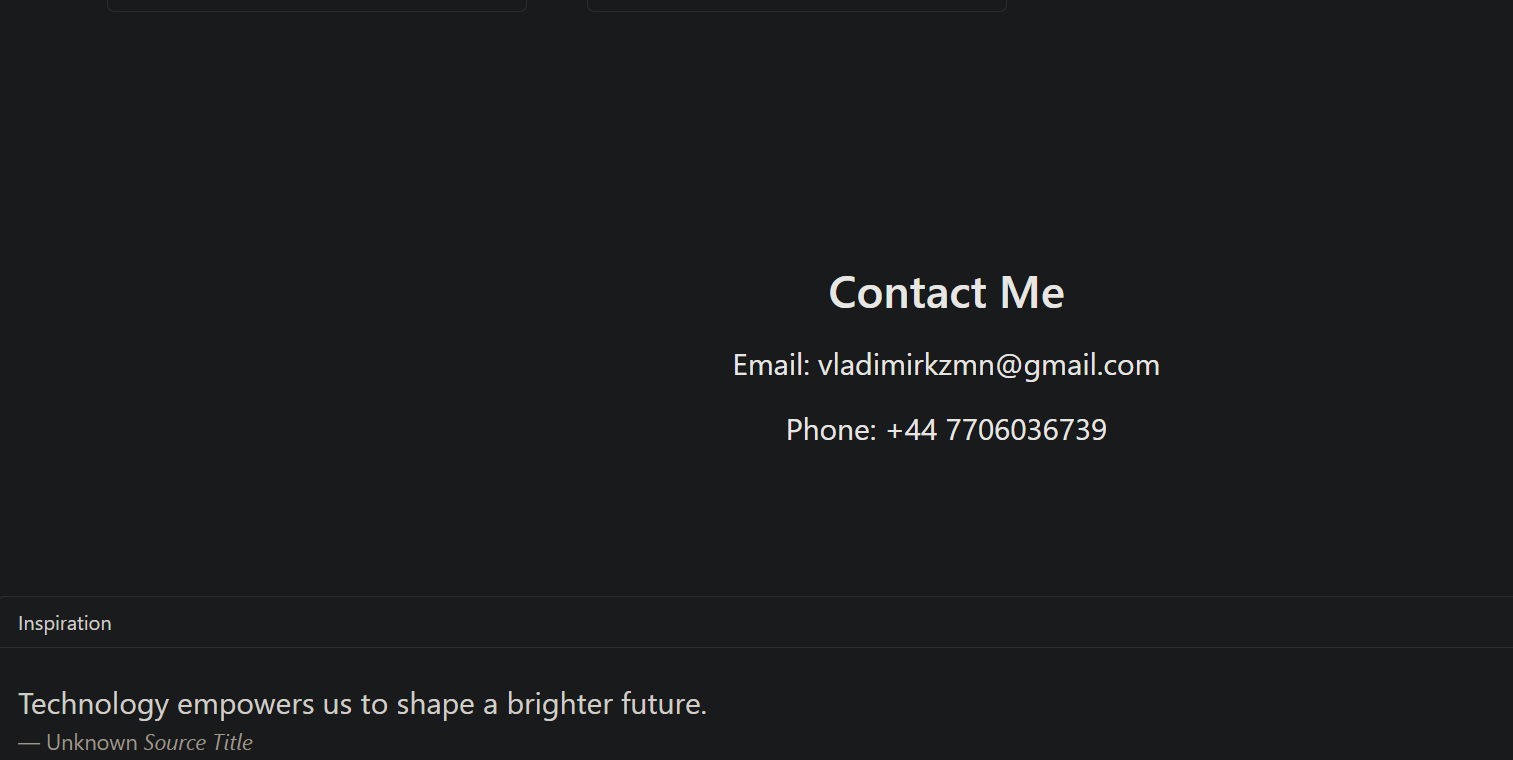 Contact Me
Email: vladimirkzmn@gmail.com
Phone: +44 7706036739
Inspiration
Technology empowers us to shape a brighter future.
— Unknown Source Title